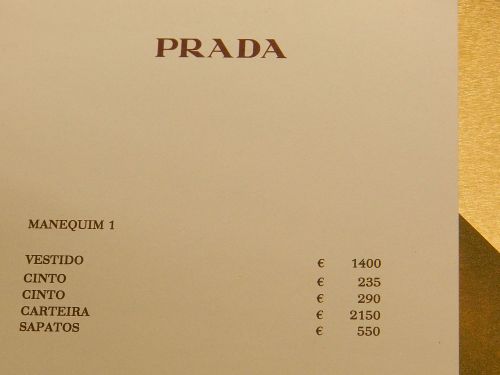 PRADA
MANEQUIM 1
VESTIDO € 1400
CINTO € 235
CINTO € 290
CARTEIRA € 2150
SAPATOS € 550